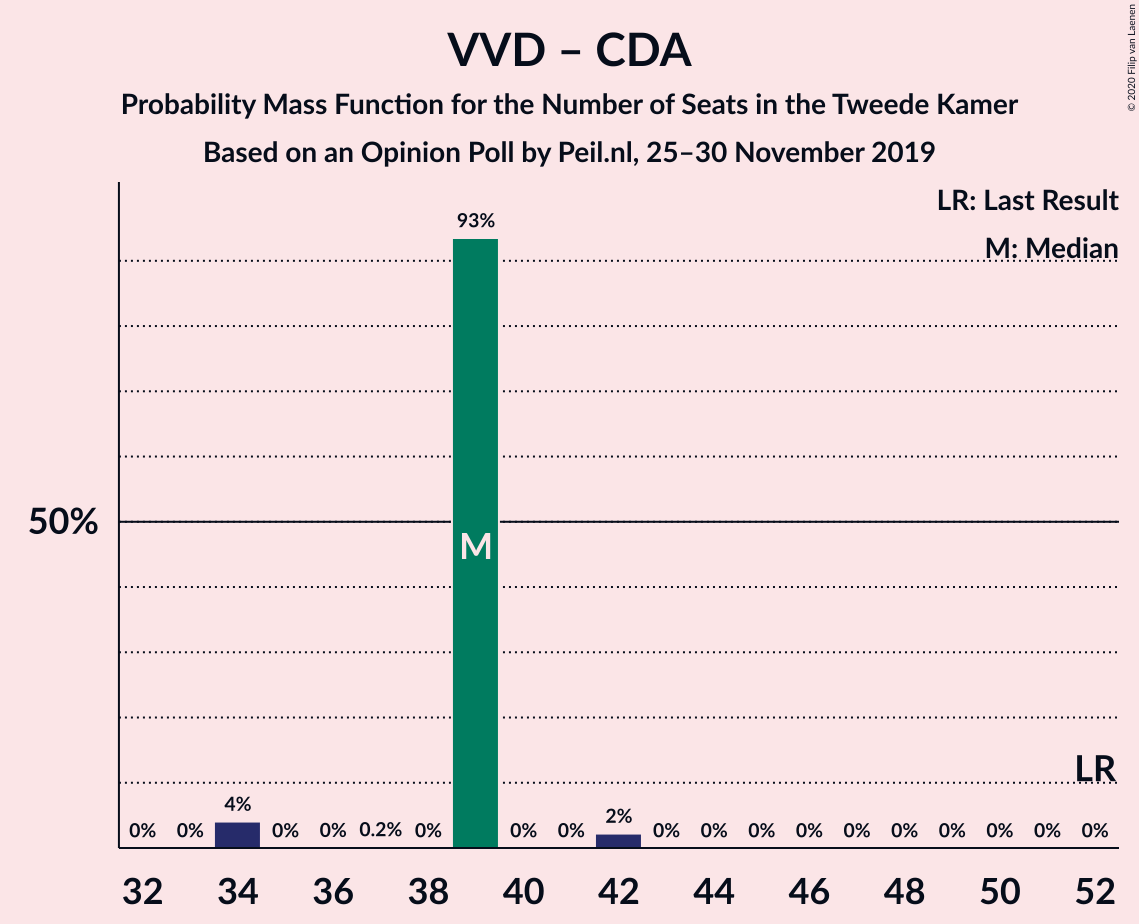 VVD – CDA
Probability Mass Function for the Number of Seats in the Tweede Kamer
Based on an Opinion Poll by Peil.nl, 25–30 November 2019
© 2020 Filip van Laenen
LR: Last Result
M: Median
93%
50%
M
LR
0% 0% 4% 0% 0% 0.2% 0% 0% 0% 2% 0% 0% 0% 0% 0% 0% 0% 0% 0% 0%
32 34 36 38 40 42 44 46 48 50 52